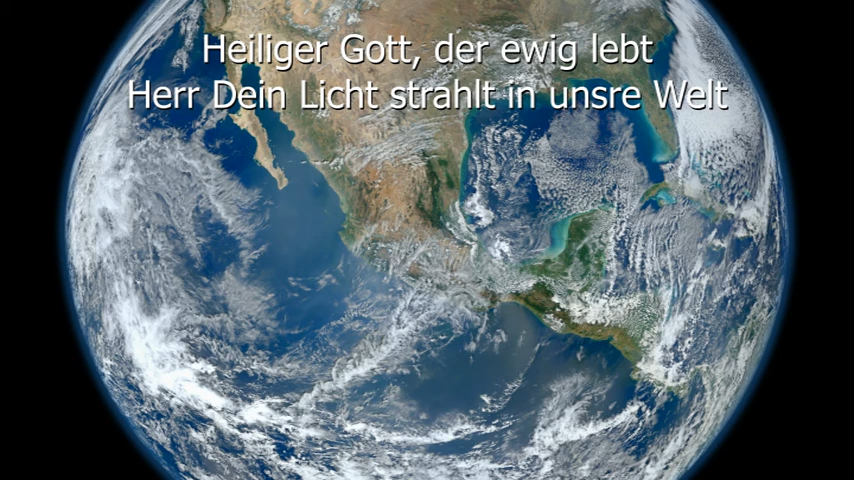 Heiliger Gott, der ewig lebt
Herr Dein Licht strahlt in unsre Welt